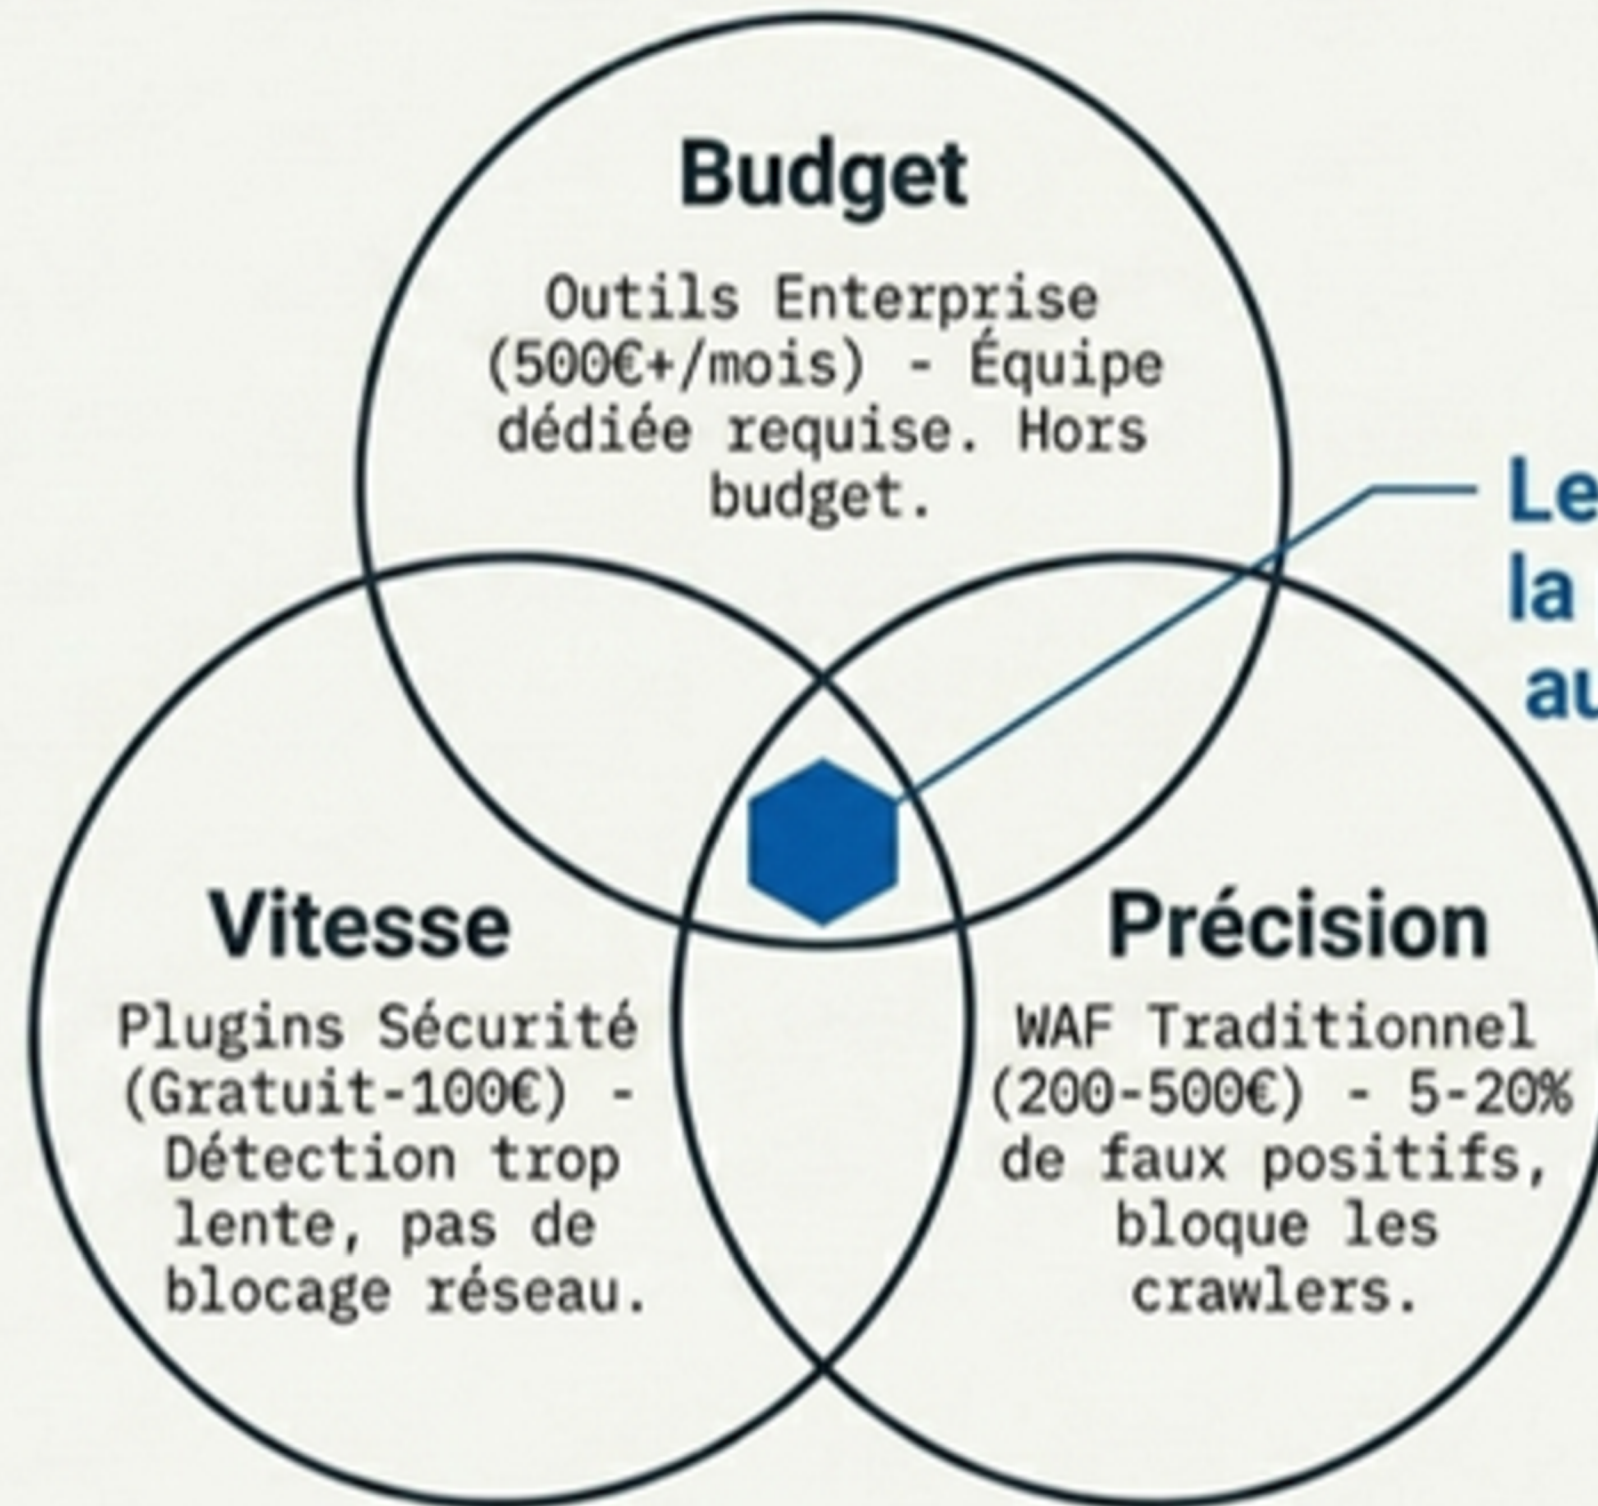 Budget
Outils Enterprise
(500€+/mois) - Équipe
dédiée requise. Hors
budget.
Le
la
au
Vitesse
Plugins Sécurité
(Gratuit-100€) -
Détection trop
lente, pas de
blocage réseau.
Précision
WAF Traditionnel
(200-500€) - 5-20%
de faux positifs,
bloque les
crawlers.